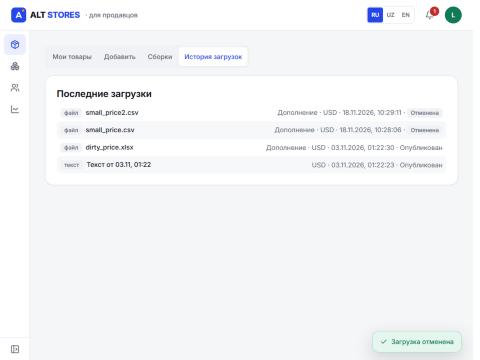 A ALT STORES · для продавцов
RU UZ EN 1 L
Мои товары Добавить Сборки История загрузок
Последние загрузки
файл small_price2.csv Дополнение · USD · 18.11.2026, 10:29:11 · Отменена
файл small_price.csv Дополнение · USD · 18.11.2026, 10:28:06 · Отменена
файл dirty_price.xlsx Дополнение · USD · 03.11.2026, 01:22:30 · Опубликован
текст Текст от 03.11, 01:22 USD · 03.11.2026, 01:22:23 · Опубликован
Загрузка отменена